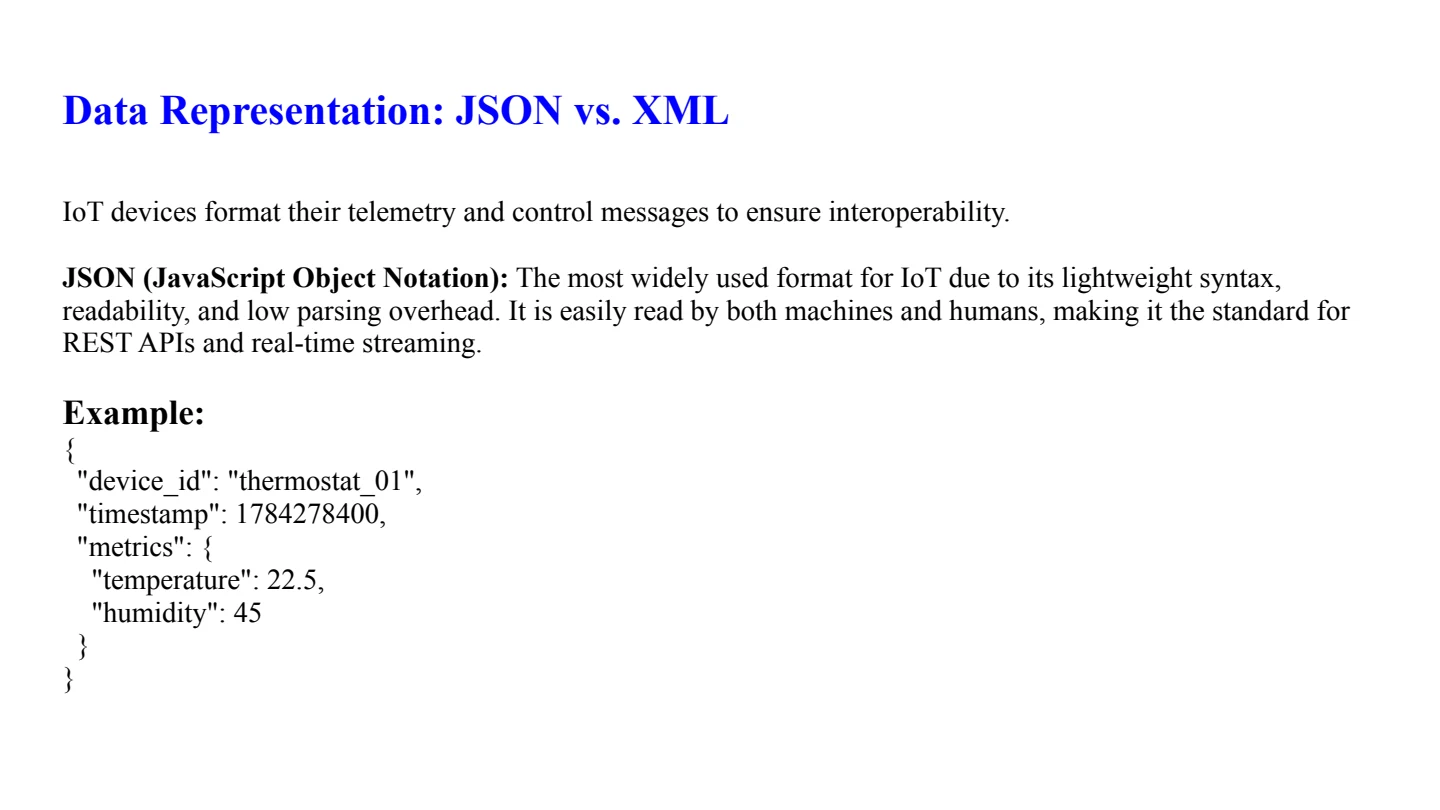 Data Representation: JSON vs. XML
IoT devices format their telemetry and control messages to ensure interoperability.
JSON (JavaScript Object Notation): The most widely used format for IoT due to its lightweight syntax,
readability, and low parsing overhead. It is easily read by both machines and humans, making it the standard for
REST APIs and real-time streaming.
Example:
{
  "device_id": "thermostat_01",
  "timestamp": 1784278400,
  "metrics": {
    "temperature": 22.5,
    "humidity": 45
  }
}